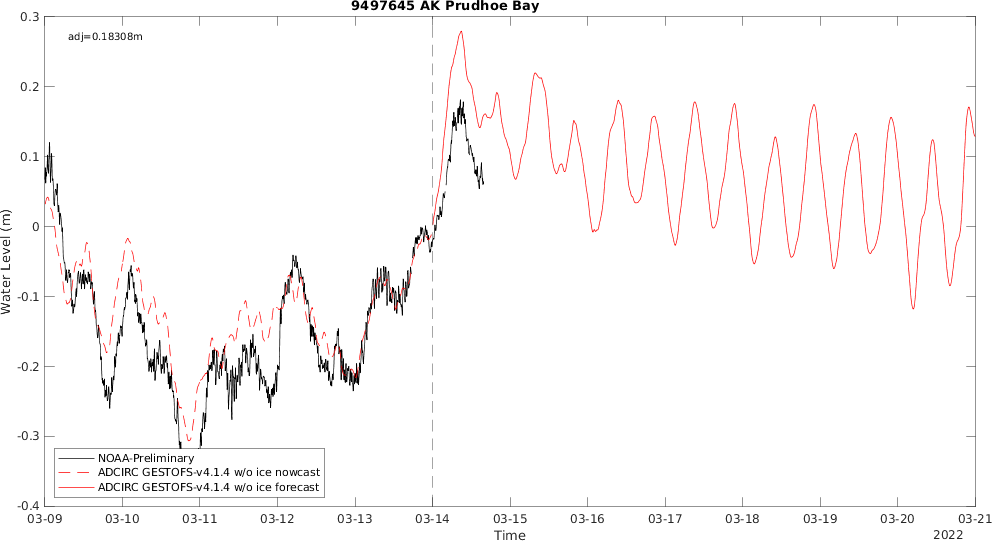 9497645 AK Prudhoe Bay
adj=0.18308m
0.3
0.2
0.1
0
-0.1
-0.2
-0.3
-0.4
Water Level (m)
NOAA-Preliminary
ADCIRC GESTOFS-v4.1.4 w/o ice nowcast
ADCIRC GESTOFS-v4.1.4 w/o ice forecast
03-09 03-10 03-11 03-12 03-13 03-14 03-15 03-16 03-17 03-18 03-19 03-20 03-21
Time
2022